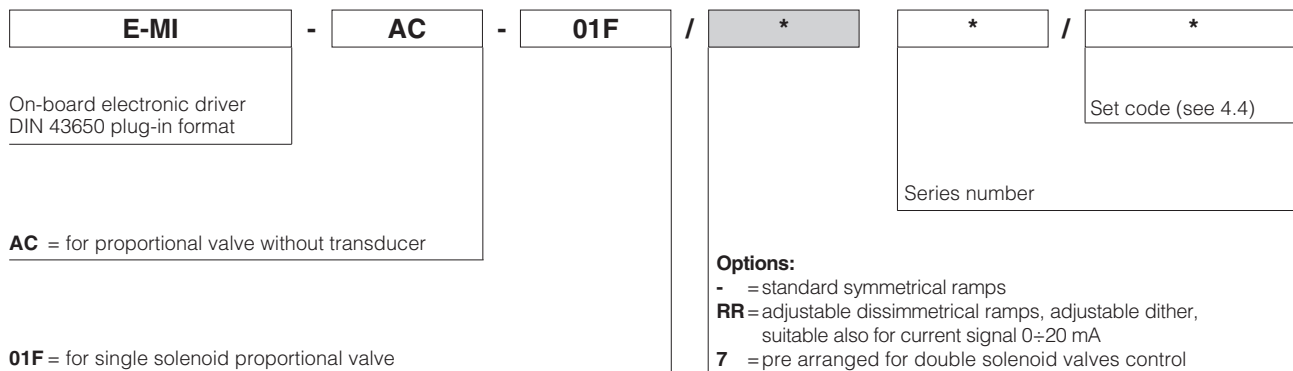 E-MI - AC - 01F / * * / *
On-board electronic driver
DIN 43650 plug-in format
Set code (see 4.4)
Series number
AC = for proportional valve without transducer
Options:
- = standard symmetrical ramps
RR = adjustable dissimmetrical ramps, adjustable dither,
suitable also for current signal 0÷20 mA
01F = for single solenoid proportional valve
7 = pre arranged for double solenoid valves control